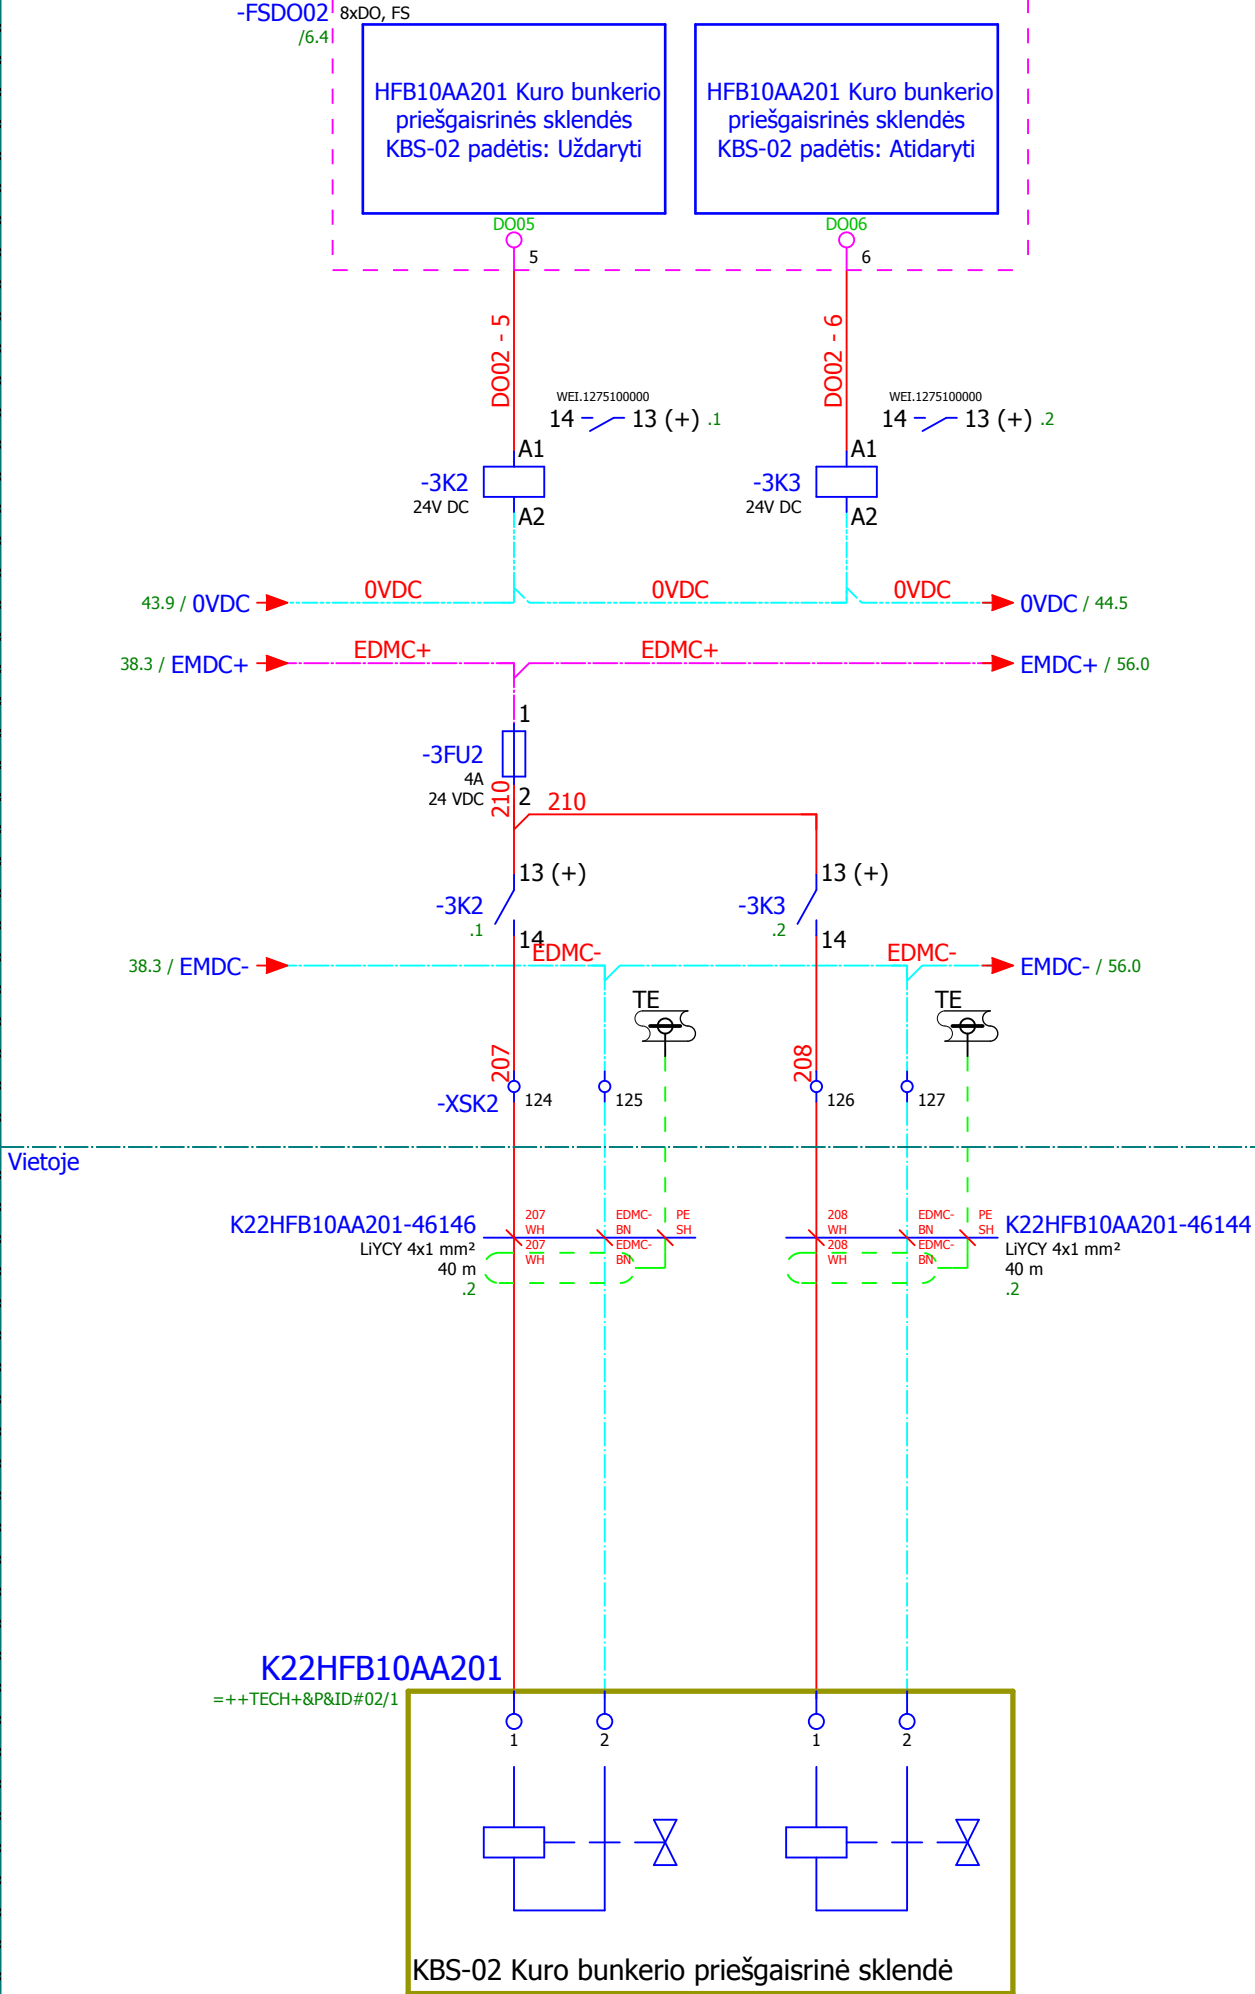 -FSDO02 8xDO, FS
/6.4
HFB10AA201 Kuro bunkerio
priešgaisrinės sklendės
KBS-02 padėtis: Uždaryti
HFB10AA201 Kuro bunkerio
priešgaisrinės sklendės
KBS-02 padėtis: Atidaryti
DO05
5
DO06
6
DO02 - 5
DO02 - 6
WEI.1275100000
14 13 (+) .1
WEI.1275100000
14 13 (+) .2
A1
-3K2
24V DC
A2
A1
-3K3
24V DC
A2
43.9 / 0VDC
0VDC
0VDC
0VDC
0VDC / 44.5
38.3 / EMDC+
EDMC+
EDMC+
EMDC+ / 56.0
1
-3FU2
4A
24 VDC
210
2
210
13 (+)
-3K2
.1
14
13 (+)
-3K3
.2
14
38.3 / EMDC-
EDMC-
EDMC-
EMDC- / 56.0
TE
TE
207
208
-XSK2
124
125
126
127
Vietoje
K22HFB10AA201-46146
LiYCY 4x1 mm²
40 m
.2
207
WH
207
WH
EDMC-
BN
EDMC-
BN
PE
SH
208
WH
208
WH
EDMC-
BN
EDMC-
BN
PE
SH
K22HFB10AA201-46144
LiYCY 4x1 mm²
40 m
.2
K22HFB10AA201
=++TECH+&P&ID#02/1
1
2
1
2
KBS-02 Kuro bunkerio priešgaisrinė sklendė